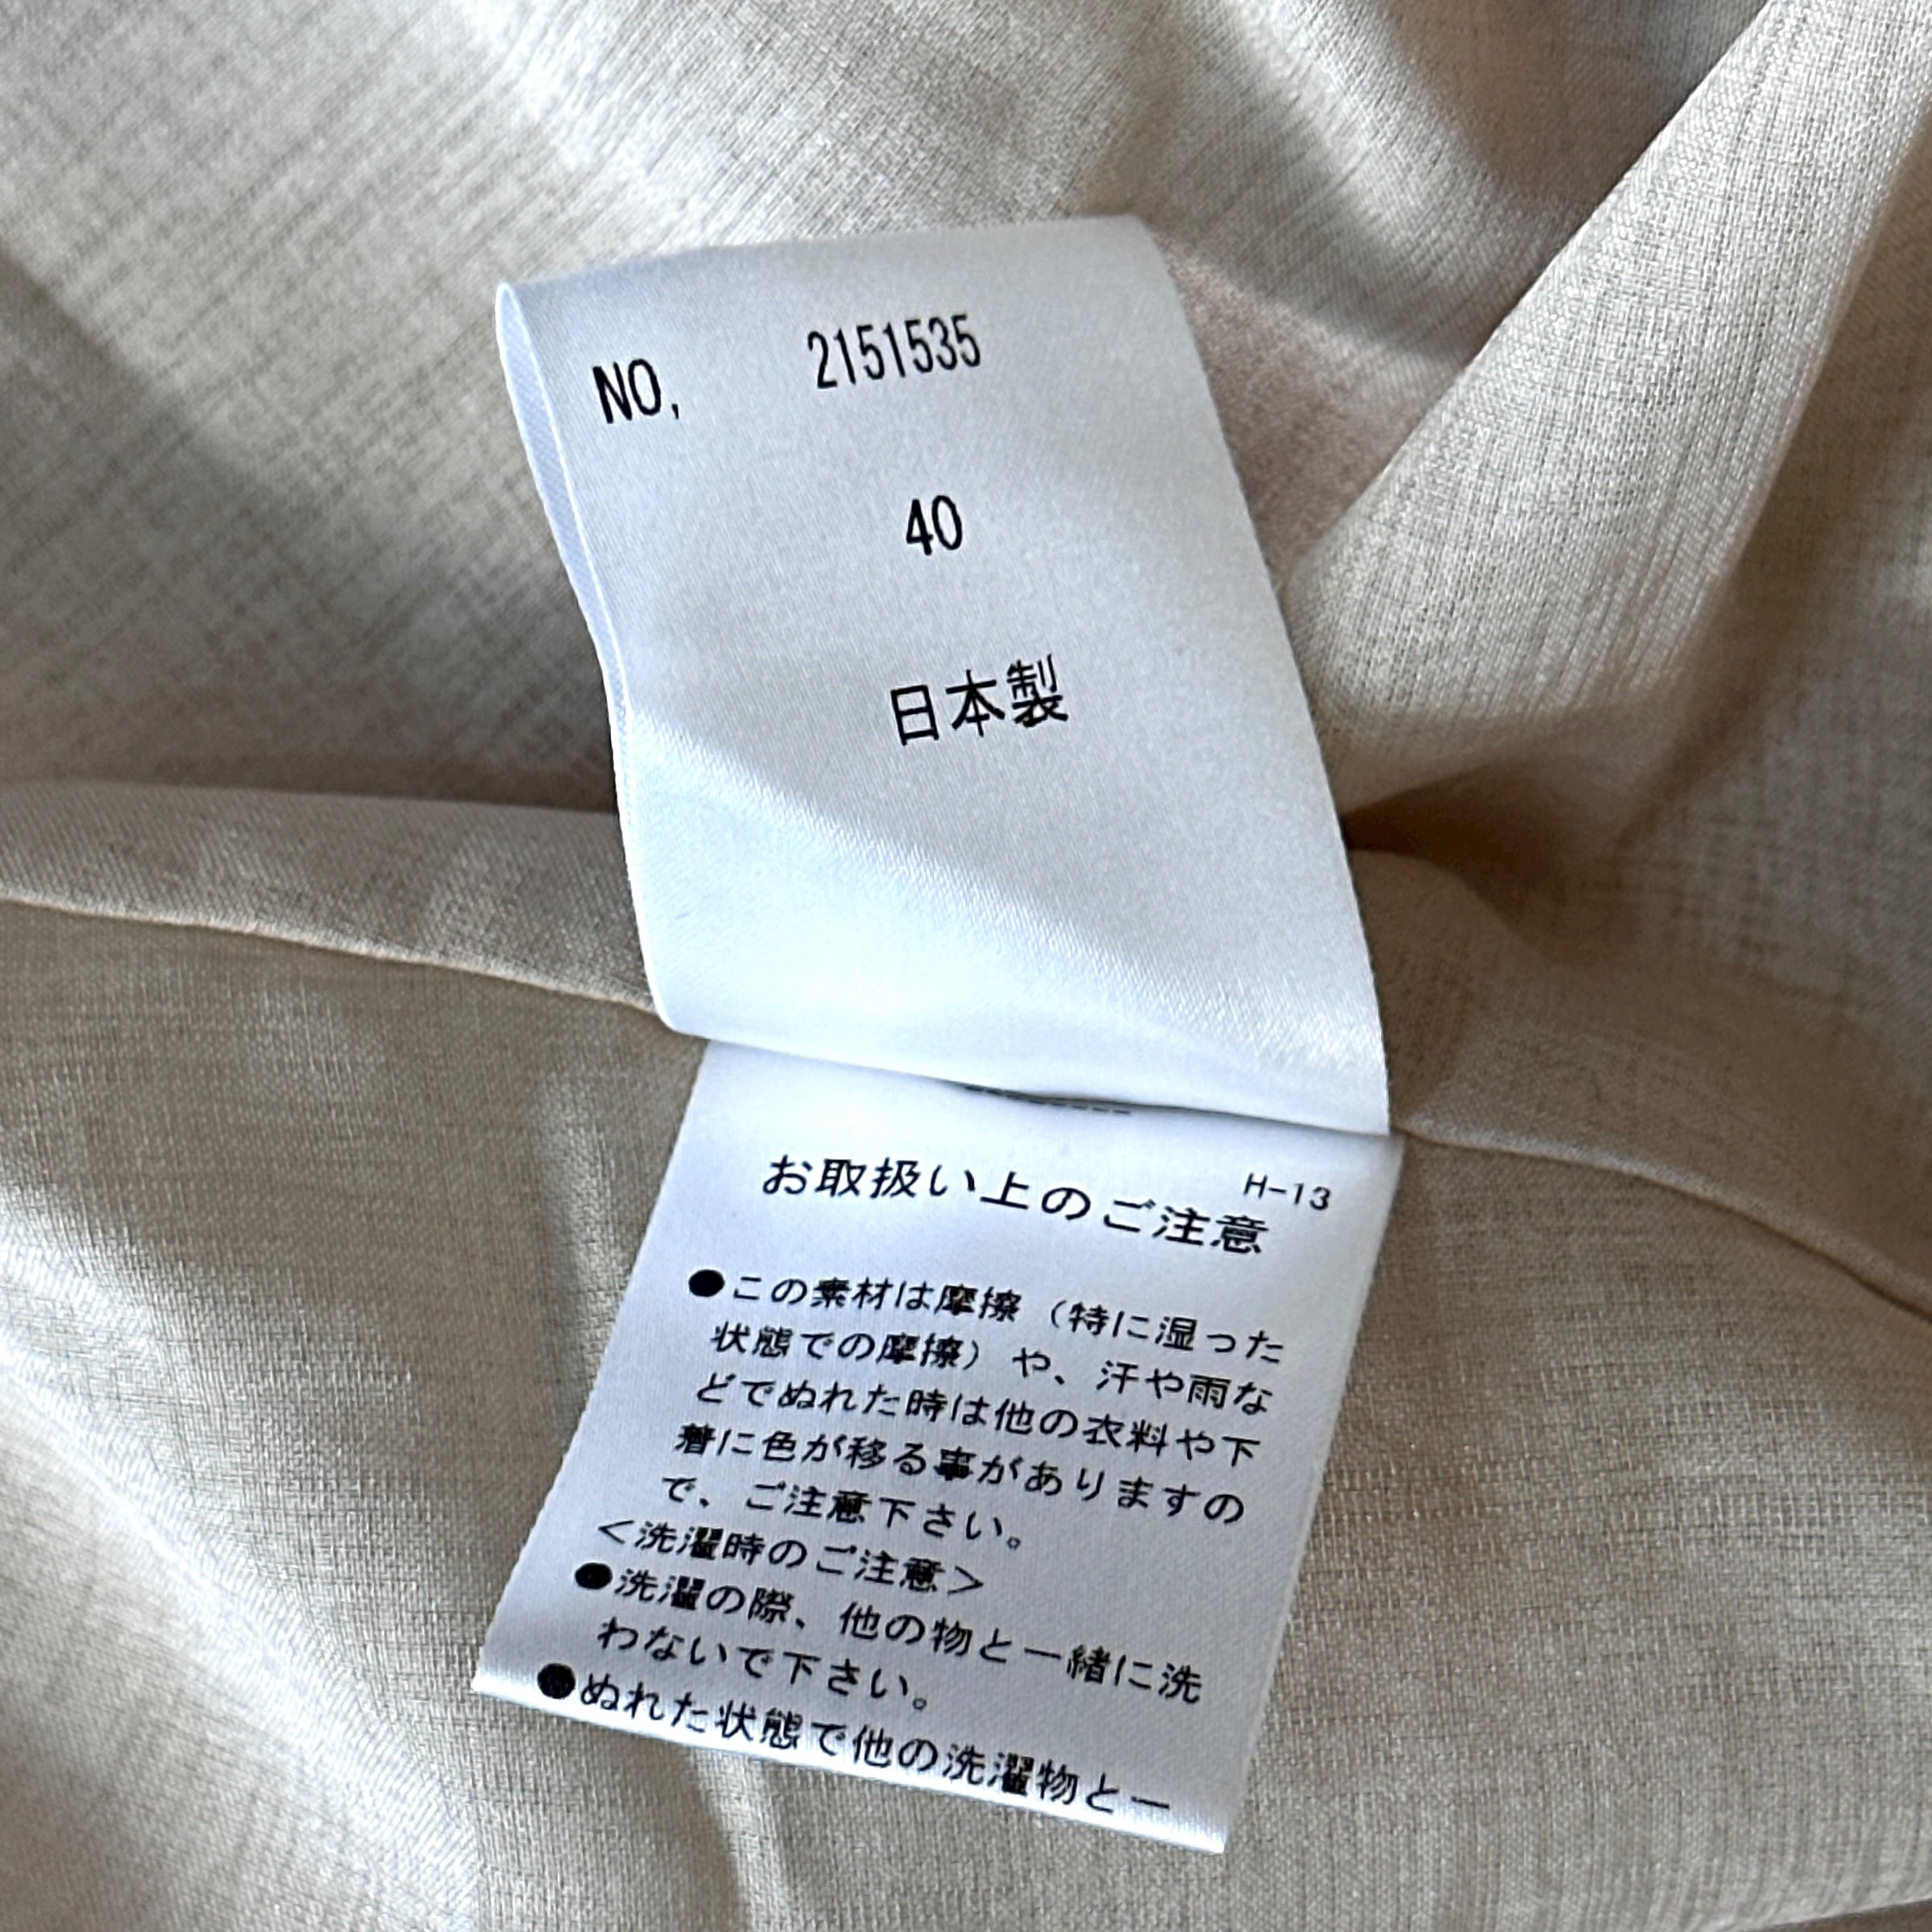 NO, 2151535
40
日本製
H-13
お取扱い上のご注意
●この素材は摩擦（特に湿った
状態での摩擦）や、汗や雨な
どでぬれた時は他の衣料や下
着に色が移る事がありますの
で、ご注意下さい。
<洗濯時のご注意>
●洗濯の際、他の物と一緒に洗
わないで下さい。
●ぬれた状態で他の洗濯物と一